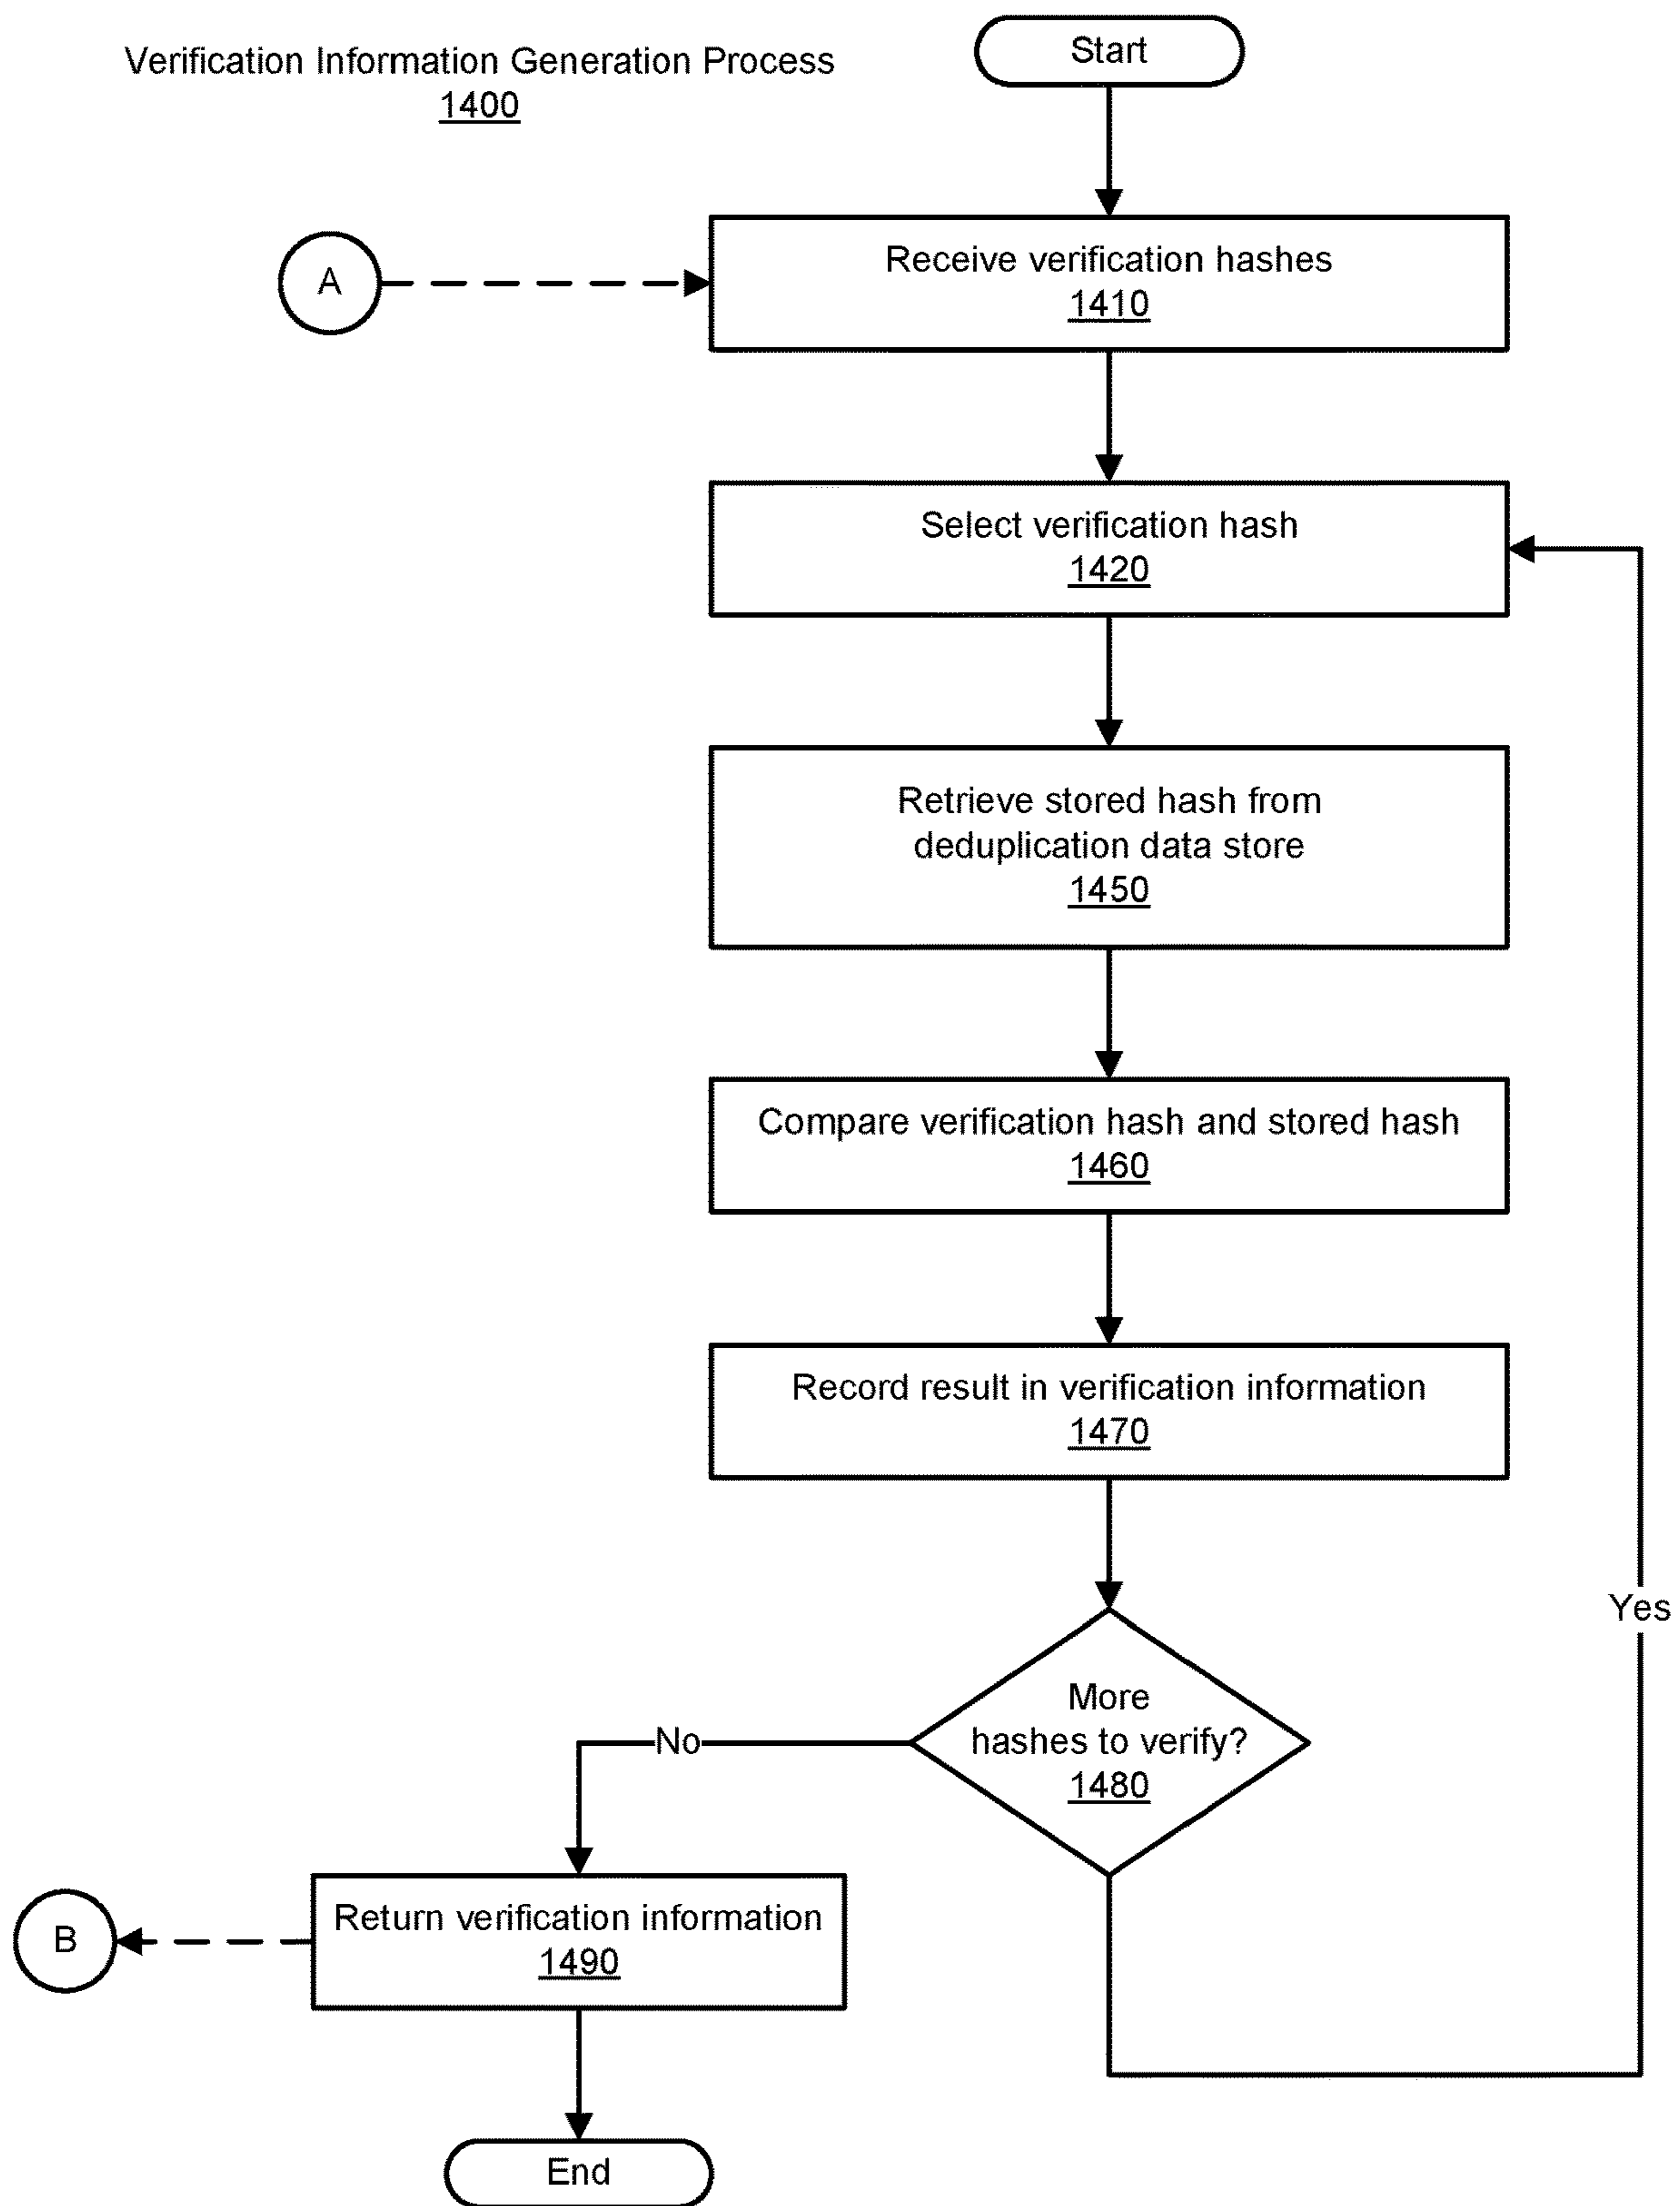 Verification Information Generation Process
1400
Start
A
Receive verification hashes
1410
Select verification hash
1420
Retrieve stored hash from
deduplication data store
1450
Compare verification hash and stored hash
1460
Record result in verification information
1470
Yes
More
hashes to verify?
1480
No
Return verification information
1490
B
End